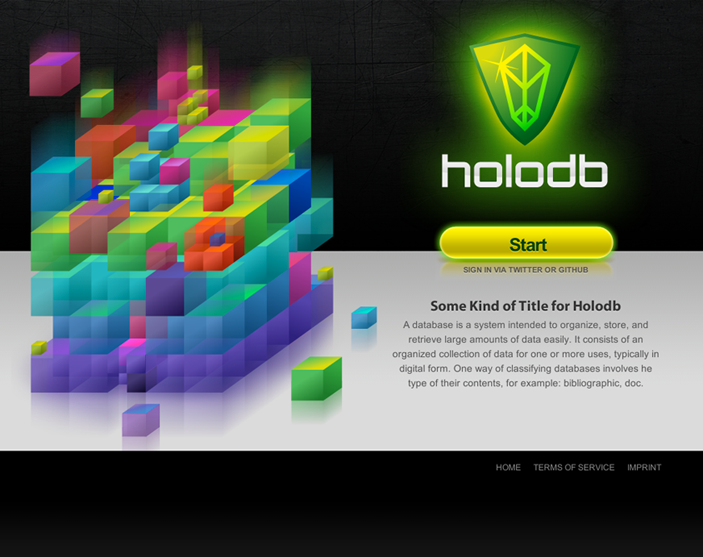 holodb
Start
SIGN IN VIA TWITTER OR GITHUB
Some Kind of Title for Holodb
A database is a system intended to organize, store, and
retrieve large amounts of data easily. It consists of an
organized collection of data for one or more uses, typically in
digital form. One way of classifying databases involves he
type of their contents, for example: bibliographic, doc.
HOME TERMS OF SERVICE IMPRINT